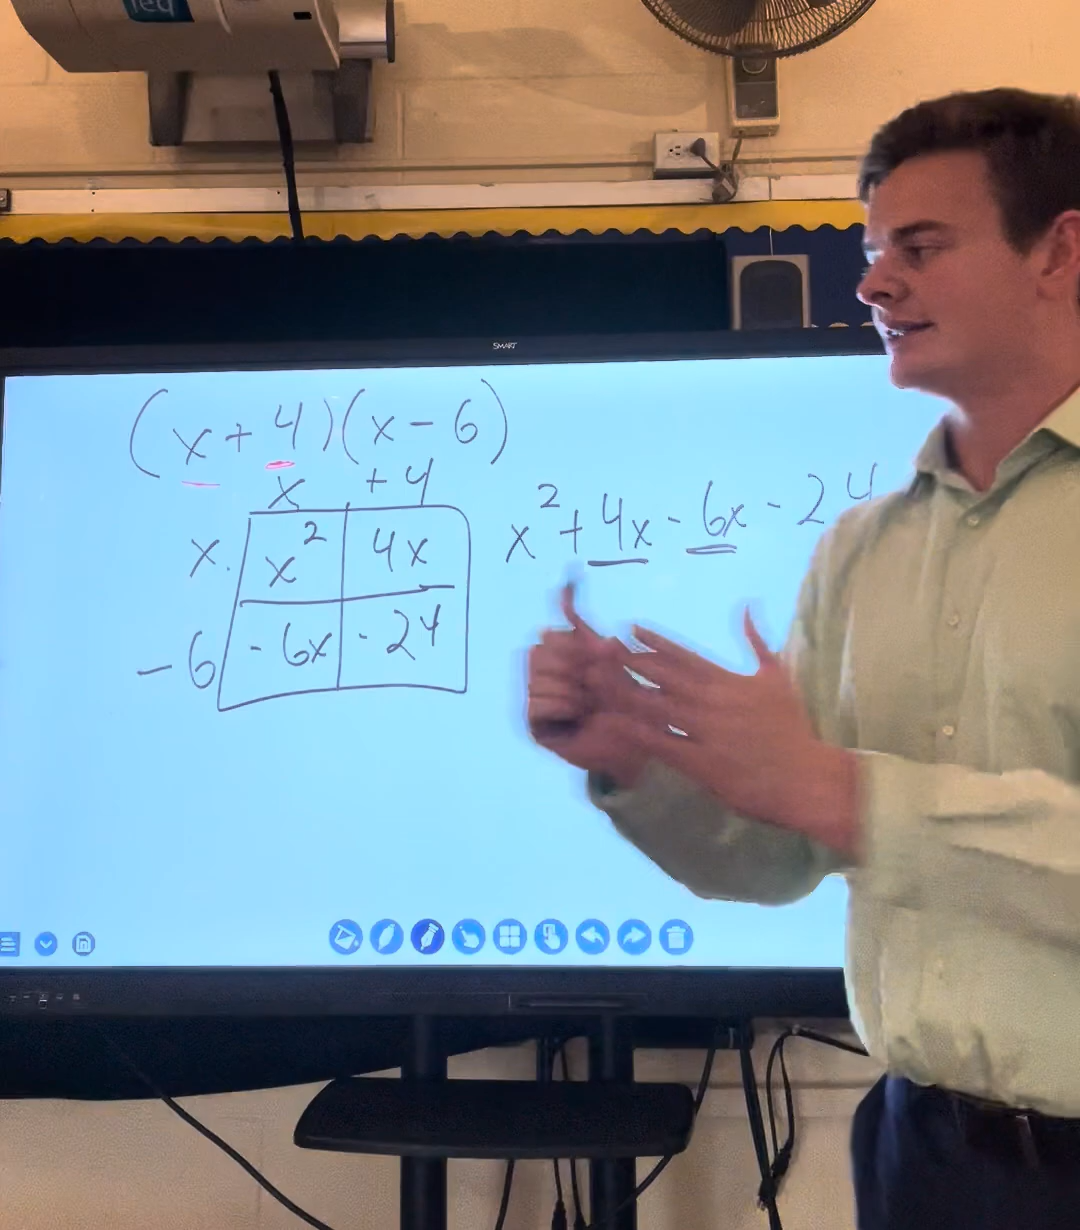 SMART
(x + 4)(x - 6)
x +4
x. x² 4x
-6 -6x -24
x² + 4x - 6x - 24